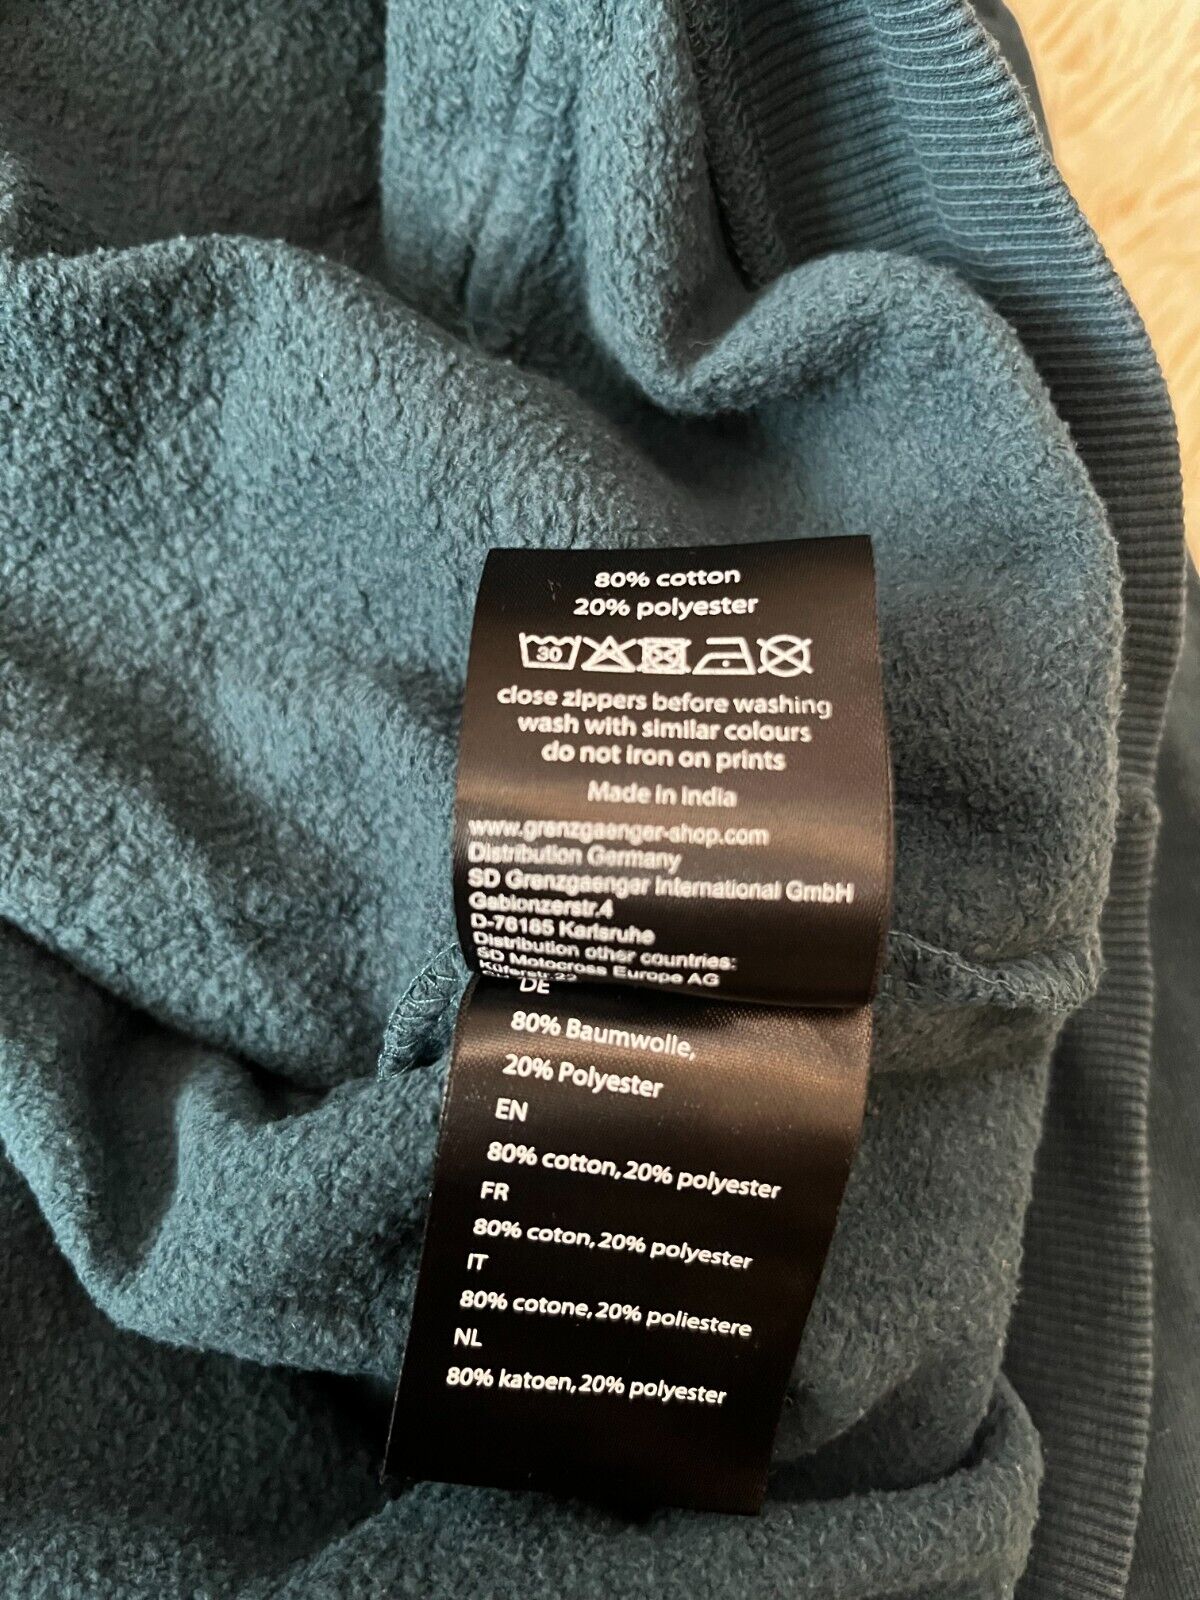 80% cotton
20% polyester
30
close zippers before washing
wash with similar colours
do not iron on prints
Made in India
www.grenzgaenger-shop.com
Distribution Germany
SD Grenzgaenger International GmbH
Gablonzerstr.4
D-76185 Karlsruhe
Distribution other countries:
SD Motocross Europe AG
Küferstr.22
DE
80% Baumwolle,
20% Polyester
EN
80% cotton, 20% polyester
FR
80% coton, 20% polyester
IT
80% cotone, 20% poliestere
NL
80% katoen, 20% polyester